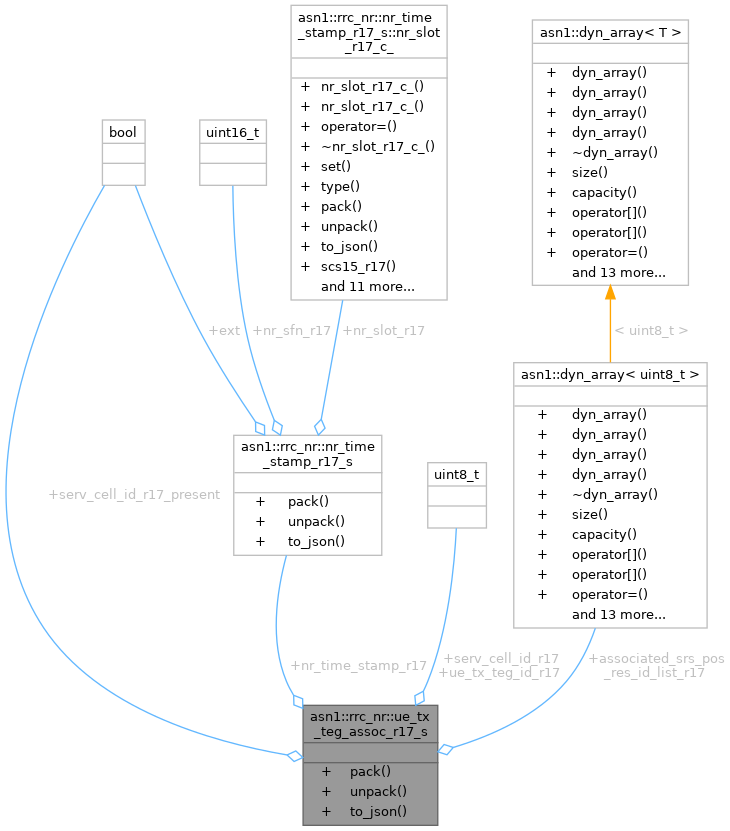 asn1::rrc_nr::nr_time
_stamp_r17_s::nr_slot
_r17_c_
+ nr_slot_r17_c_()
+ nr_slot_r17_c_()
+ operator=()
+ ~nr_slot_r17_c_()
+ set()
+ type()
+ pack()
+ unpack()
+ to_json()
+ scs15_r17()
and 11 more...
asn1::dyn_array< T >
+ dyn_array()
+ dyn_array()
+ dyn_array()
+ dyn_array()
+ ~dyn_array()
+ size()
+ capacity()
+ operator[]()
+ operator[]()
+ operator=()
and 13 more...
bool
uint16_t
+ext
+nr_sfn_r17
+nr_slot_r17
< uint8_t >
asn1::dyn_array< uint8_t >
+ dyn_array()
+ dyn_array()
+ dyn_array()
+ dyn_array()
+ ~dyn_array()
+ size()
+ capacity()
+ operator[]()
+ operator[]()
+ operator=()
and 13 more...
asn1::rrc_nr::nr_time
_stamp_r17_s
+ pack()
+ unpack()
+ to_json()
uint8_t
+serv_cell_id_r17_present
+nr_time_stamp_r17
+serv_cell_id_r17
+ue_tx_teg_id_r17
+associated_srs_pos
_res_id_list_r17
asn1::rrc_nr::ue_tx
_teg_assoc_r17_s
+ pack()
+ unpack()
+ to_json()